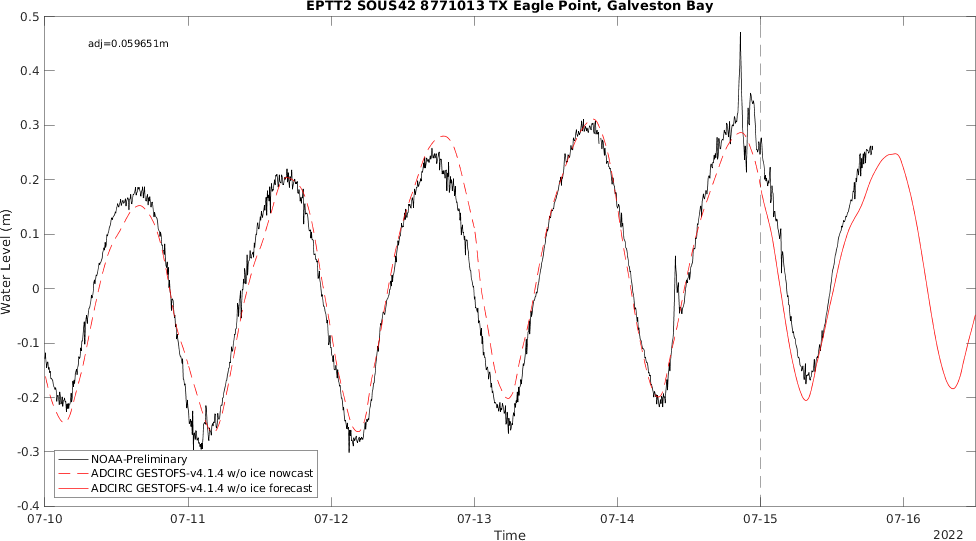 EPTT2 SOUS42 8771013 TX Eagle Point, Galveston Bay
0.5
adj=0.059651m
0.4
0.3
0.2
0.1
0
-0.1
-0.2
-0.3
-0.4
Water Level (m)
NOAA-Preliminary
ADCIRC GESTOFS-v4.1.4 w/o ice nowcast
ADCIRC GESTOFS-v4.1.4 w/o ice forecast
07-10 07-11 07-12 07-13 07-14 07-15 07-16
Time
2022